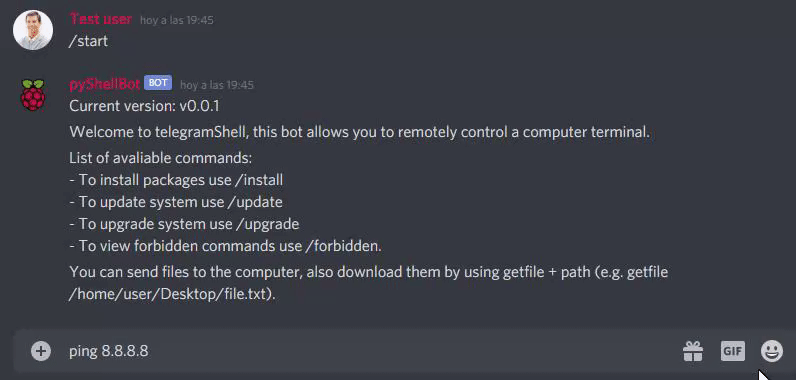 Test user hoy a las 19:45
/start
pyShellBot BOT hoy a las 19:45
Current version: v0.0.1
Welcome to telegramShell, this bot allows you to remotely control a computer terminal.
List of avaliable commands:
- To install packages use /install
- To update system use /update
- To upgrade system use /upgrade
- To view forbidden commands use /forbidden.
You can send files to the computer, also download them by using getfile + path (e.g. getfile
/home/user/Desktop/file.txt).
ping 8.8.8.8 GIF